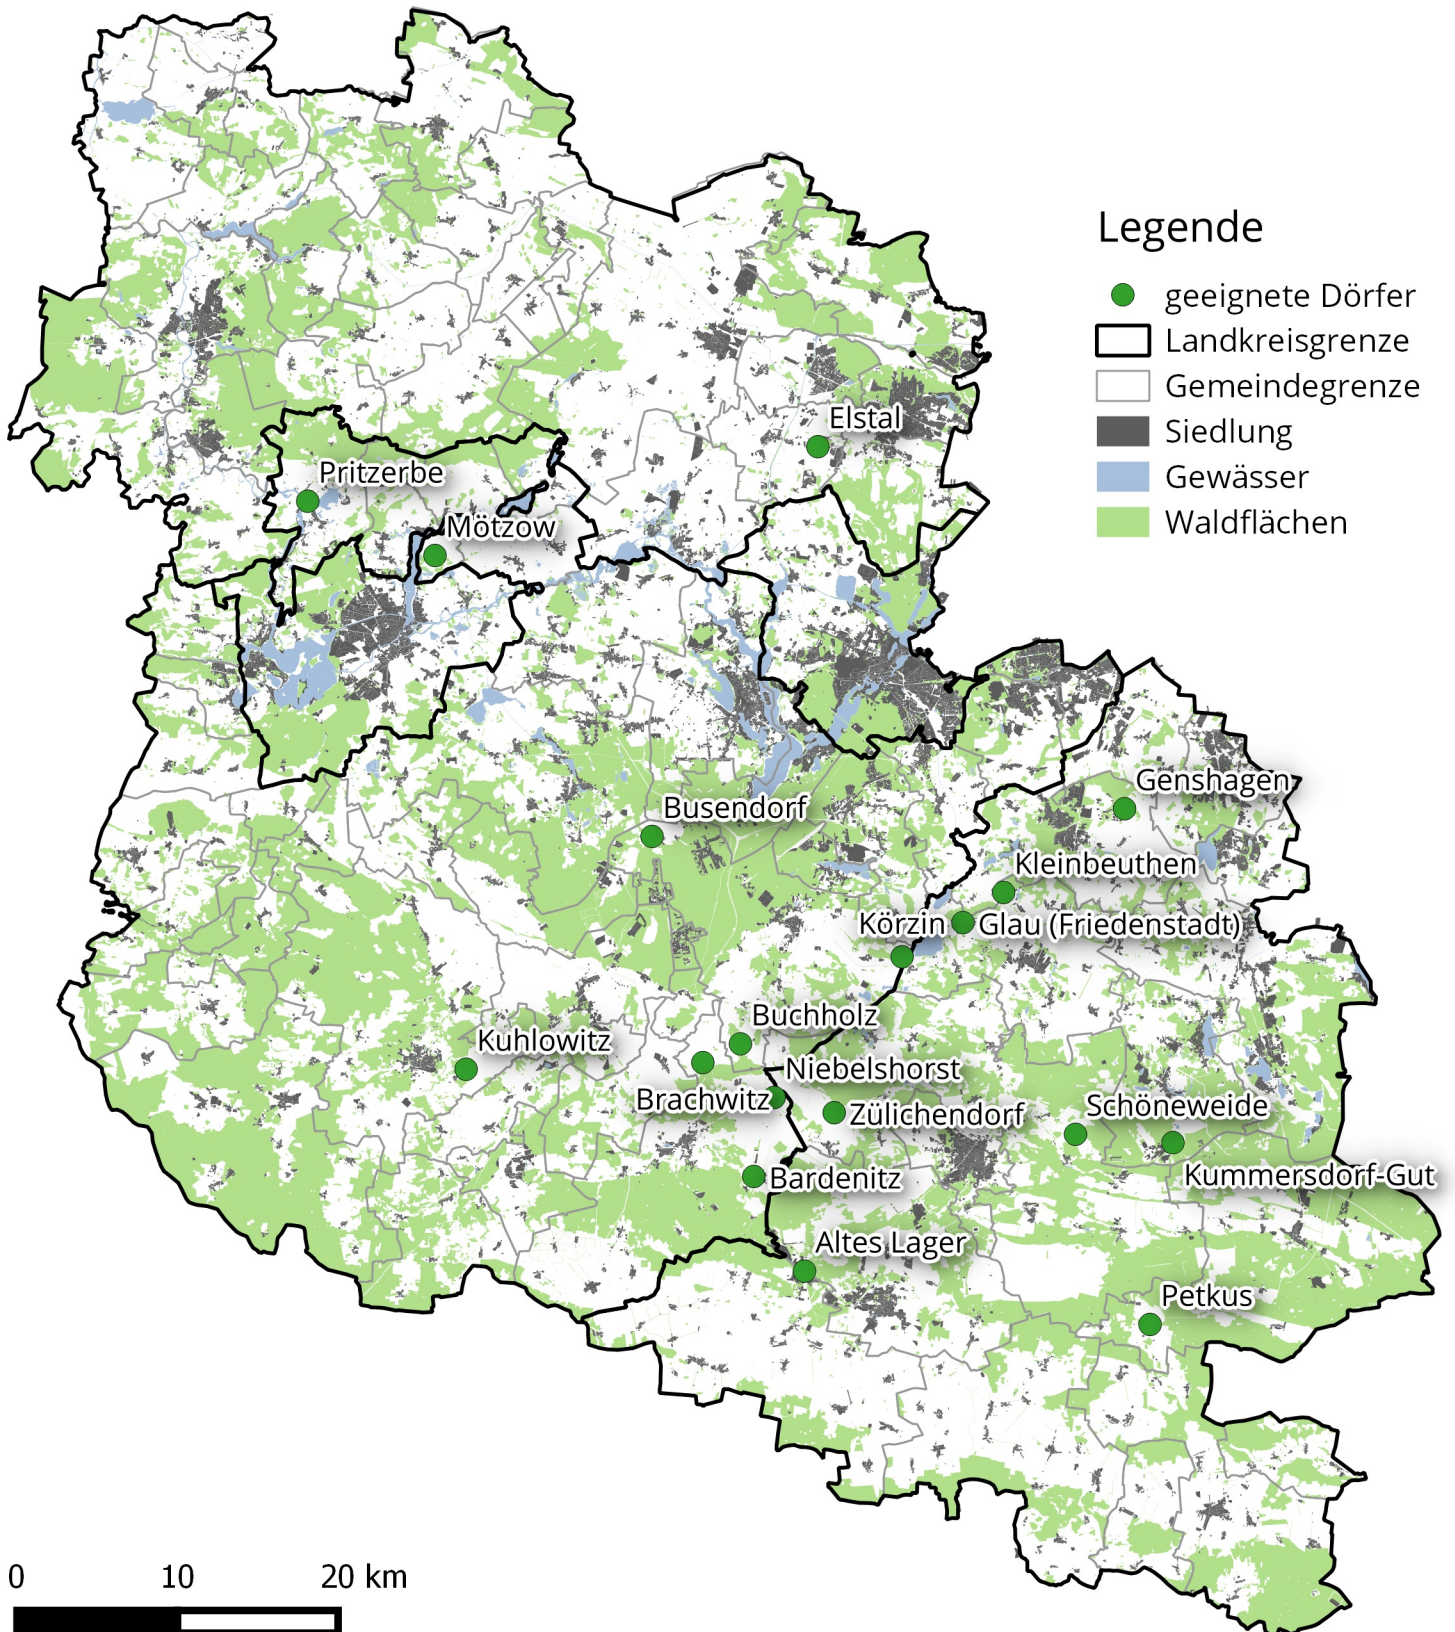 Legende
geeignete Dörfer
Landkreisgrenze
Gemeindegrenze
Siedlung
Gewässer
Waldflächen
Elstal
Pritzerbe
Mötzow
Genshagen
Busendorf
Kleinbeuthen
Körzin
Glau (Friedenstadt)
Buchholz
Kuhlowitz
Niebelshorst
Brachwitz
Zülichendorf
Schöneweide
Kummersdorf-Gut
Bardenitz
Altes Lager
Petkus
0 10 20 km